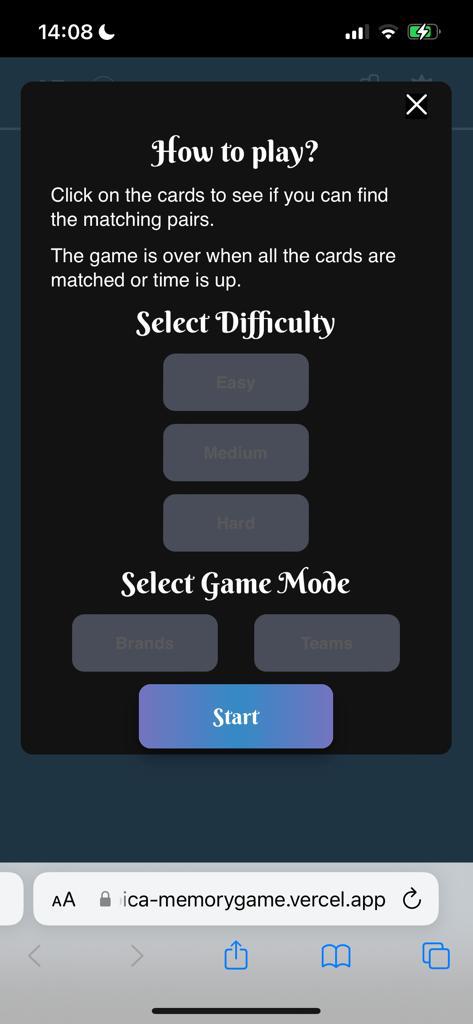 14:08
How to play?
Click on the cards to see if you can find
the matching pairs.
The game is over when all the cards are
matched or time is up.
Select Difficulty
Easy
Medium
Hard
Select Game Mode
Brands Teams
Start
AA ica-memorygame.vercel.app